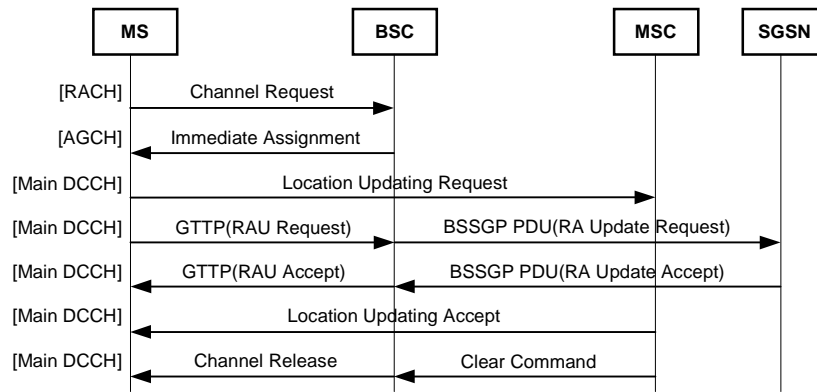 MS BSC MSC SGSN
[RACH] Channel Request
[AGCH] Immediate Assignment
[Main DCCH] Location Updating Request
[Main DCCH] GTTP(RAU Request) BSSGP PDU(RA Update Request)
[Main DCCH] GTTP(RAU Accept) BSSGP PDU(RA Update Accept)
[Main DCCH] Location Updating Accept
[Main DCCH] Channel Release Clear Command